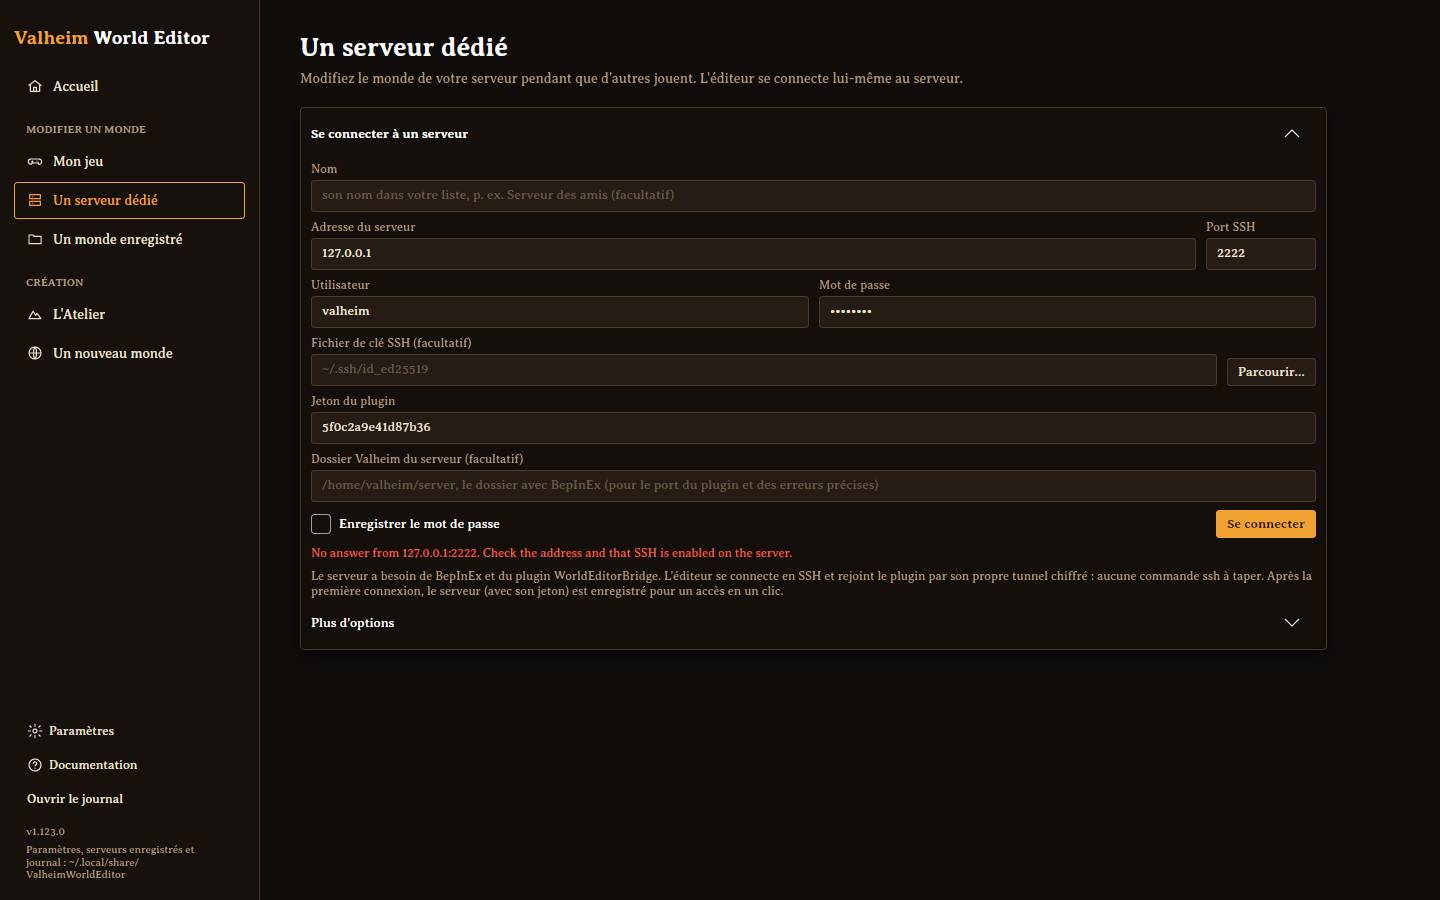 Valheim World Editor
Accueil
MODIFIER UN MONDE
Mon jeu
Un serveur dédié
Un monde enregistré
CRÉATION
L'Atelier
Un nouveau monde
Paramètres
Documentation
Ouvrir le journal
v1.123.0
Paramètres, serveurs enregistrés et
journal : ~/.local/share/
ValheimWorldEditor
Un serveur dédié
Modifiez le monde de votre serveur pendant que d'autres jouent. L'éditeur se connecte lui-même au serveur.
Se connecter à un serveur
Nom
son nom dans votre liste, p. ex. Serveur des amis (facultatif)
Adresse du serveur
Port SSH
127.0.0.1
2222
Utilisateur
Mot de passe
valheim
••••••••
Fichier de clé SSH (facultatif)
~/.ssh/id_ed25519
Parcourir...
Jeton du plugin
5f0c2a9e41d87b36
Dossier Valheim du serveur (facultatif)
/home/valheim/server, le dossier avec BepInEx (pour le port du plugin et des erreurs précises)
Enregistrer le mot de passe
Se connecter
No answer from 127.0.0.1:2222. Check the address and that SSH is enabled on the server.
Le serveur a besoin de BepInEx et du plugin WorldEditorBridge. L'éditeur se connecte en SSH et rejoint le plugin par son propre tunnel chiffré : aucune commande ssh à taper. Après la
première connexion, le serveur (avec son jeton) est enregistré pour un accès en un clic.
Plus d'options